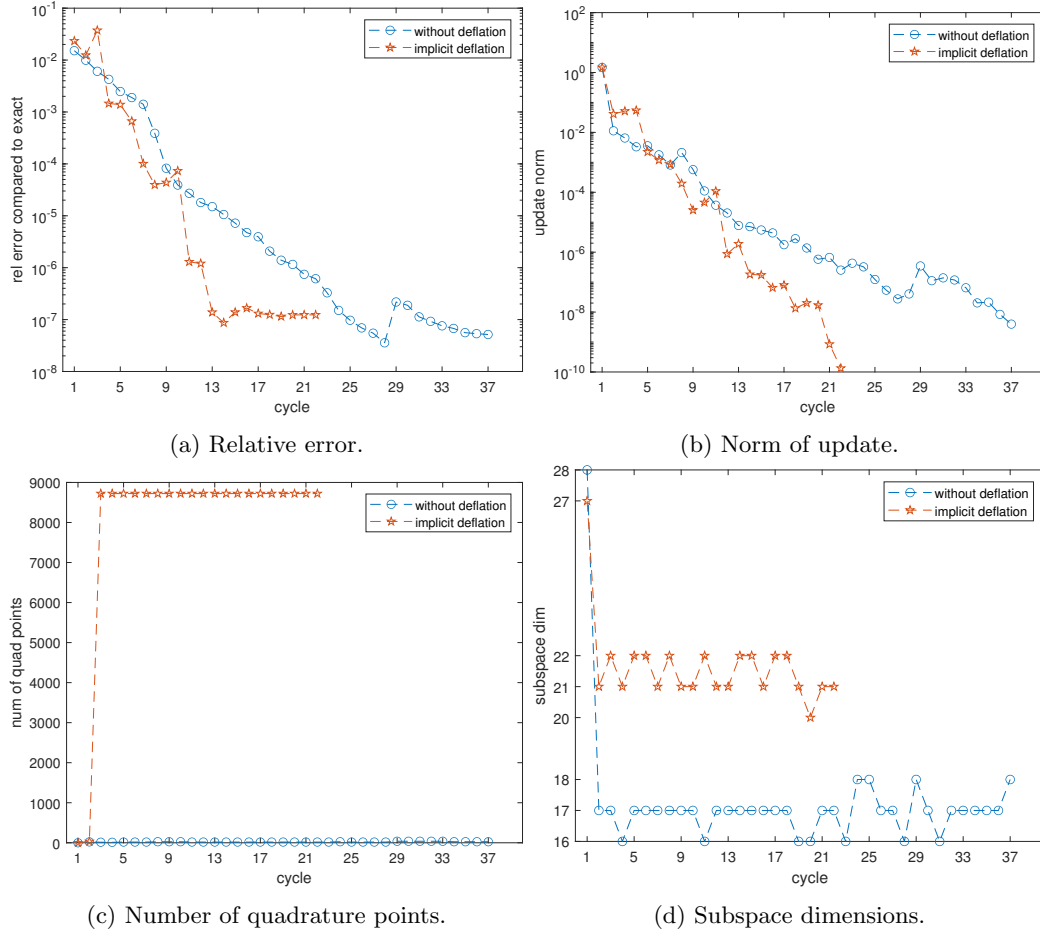 10^-1
10^-2
10^-3
10^-4
10^-5
10^-6
10^-7
10^-8
rel error compared to exact
1 5 9 13 17 21 25 29 33 37
cycle
without deflation
implicit deflation
(a) Relative error.
10^2
10^0
10^-2
10^-4
10^-6
10^-8
10^-10
update norm
1 5 9 13 17 21 25 29 33 37
cycle
without deflation
implicit deflation
(b) Norm of update.
9000
8000
7000
6000
5000
4000
3000
2000
1000
0
num of quad points
1 5 9 13 17 21 25 29 33 37
cycle
without deflation
implicit deflation
(c) Number of quadrature points.
28
27
22
21
20
18
17
16
subspace dim
1 5 9 13 17 21 25 29 33 37
cycle
without deflation
implicit deflation
(d) Subspace dimensions.